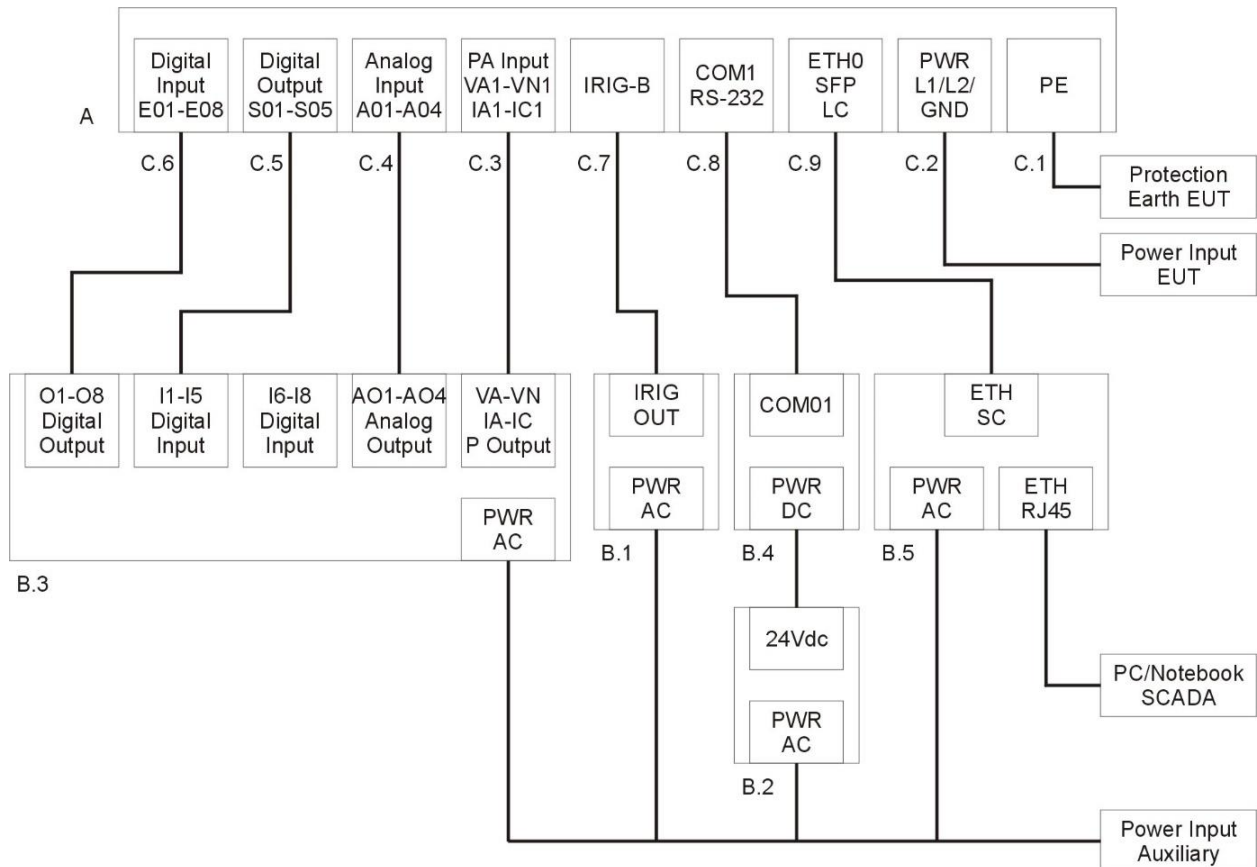 Digital
Input
E01-E08
Digital
Output
S01-S05
Analog
Input
A01-A04
PA Input
VA1-VN1
IA1-IC1
IRIG-B
COM1
RS-232
ETH0
SFP
LC
PWR
L1/L2/
GND
PE
A
C.6
C.5
C.4
C.3
C.7
C.8
C.9
C.2
C.1
Protection
Earth EUT
Power Input
EUT
O1-O8
Digital
Output
I1-I5
Digital
Input
I6-I8
Digital
Input
AO1-AO4
Analog
Output
VA-VN
IA-IC
P Output
PWR
AC
B.3
IRIG
OUT
PWR
AC
B.1
COM01
PWR
DC
B.4
ETH
SC
PWR
AC
ETH
RJ45
B.5
24Vdc
PWR
AC
B.2
PC/Notebook
SCADA
Power Input
Auxiliary